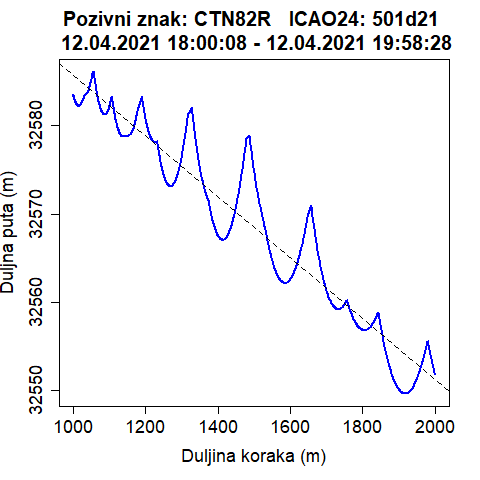 Pozivni znak: CTN82R   ICAO24: 501d21
12.04.2021 18:00:08 - 12.04.2021 19:58:28
Duljna puta (m)
32580
32570
32560
32550
1000 1200 1400 1600 1800 2000
Duljina koraka (m)